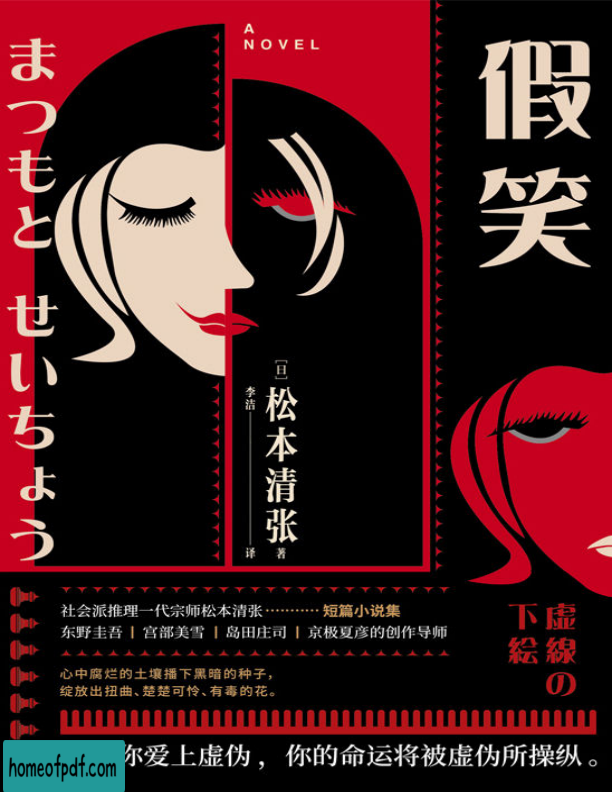 まつもと せいちょう
A
NOVEL
假笑
[日]
松本清张 著
李洁 译
虚線の
下絵
社会派推理一代宗师松本清张………… 短篇小说集
东野圭吾 | 宫部美雪 | 岛田庄司 | 京极夏彦的创作导师
心中腐烂的土壤播下黑暗的种子，
绽放出扭曲、楚楚可怜、有毒的花。
你爱上虚伪，你的命运将被虚伪所操纵。
homeofpdf.com